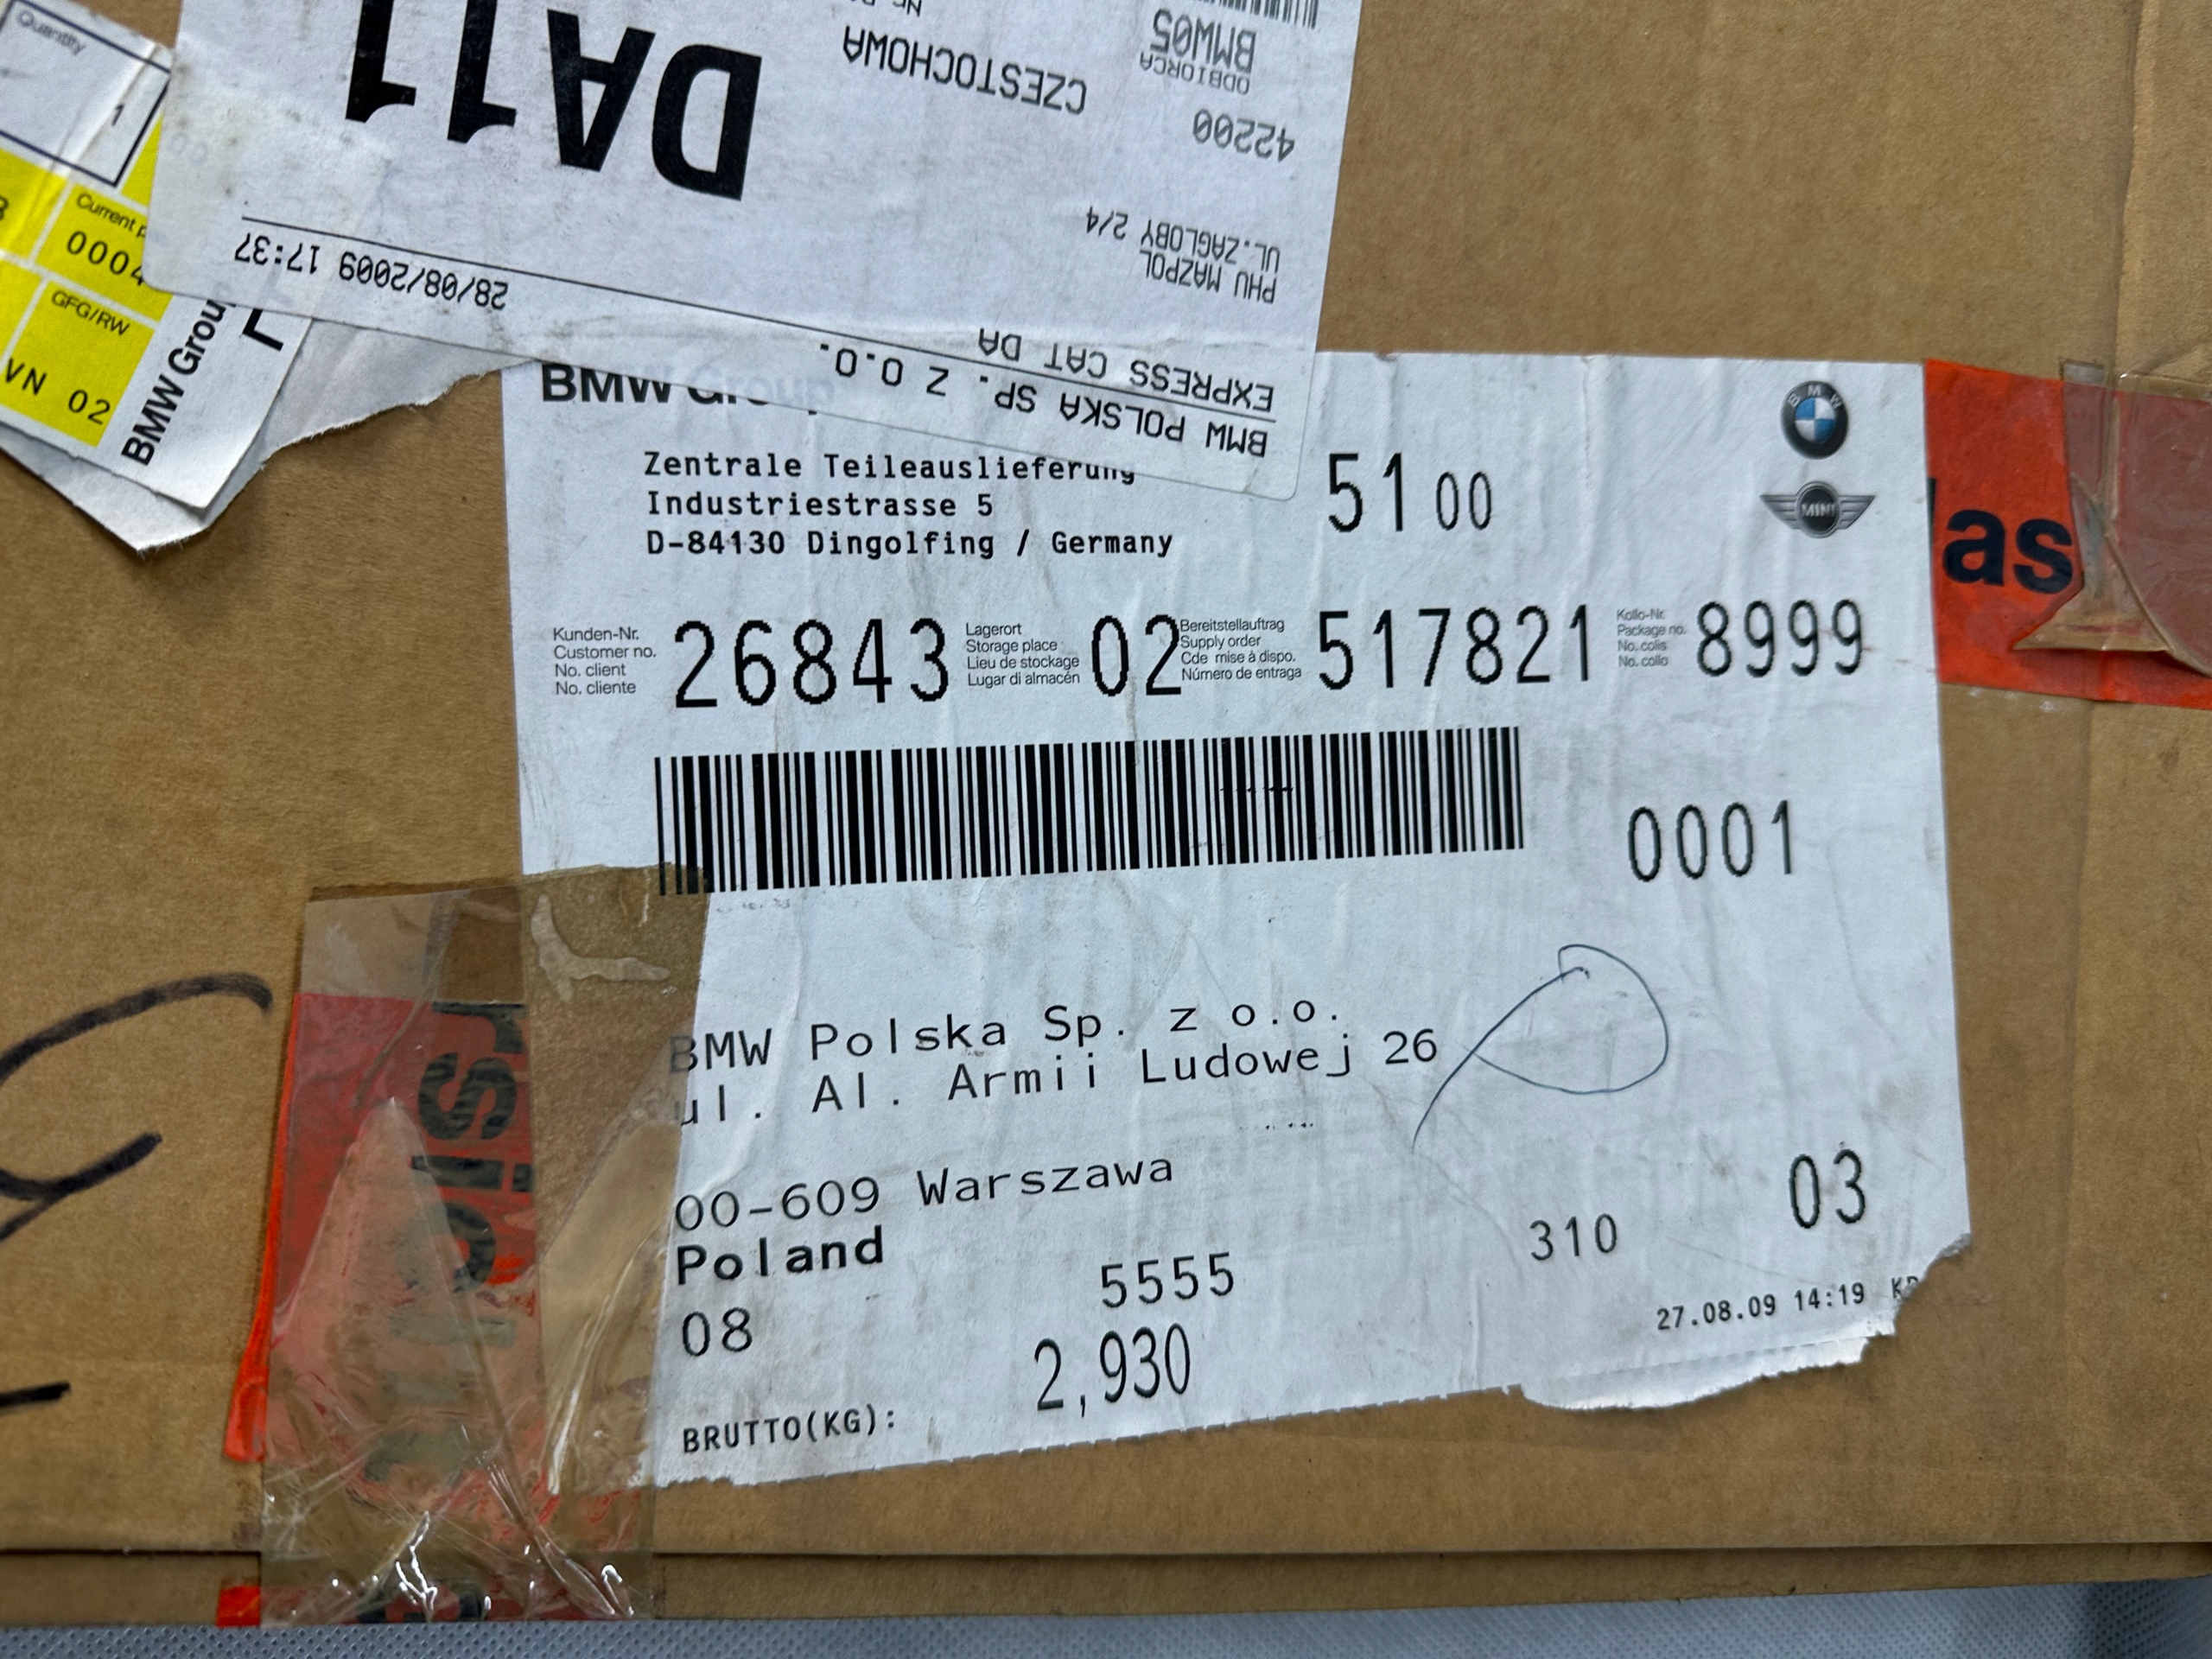 Quantity
1
Current
0004
GFG/RW
VN 02
BMW Group
BMW POLSKA SP. Z O.O.
EXPRESS CAT DA
28/08/2009 17:37
PHU MAZPOL
UL.ZAGLOBY 2/4
42200
CZESTOCHOWA
ODBIORCA
BMW05
DA11
BMW Group
Zentrale Teileauslieferung
Industriestrasse 5
D-84130 Dingolfing / Germany
51 00
BMW
MINI
as
Kunden-Nr.
Customer no.
No. client
No. cliente
26843
Lagerort
Storage place
Lieu de stockage
Lugar di almacén
02
Bereitstellauftrag
Supply order
Cde mise à dispo.
Número de entraga
517821
Kollo-Nr.
Package no.
No. colis
No. collo
8999
0001
BMW Polska Sp. z o.o.
ul. Al. Armii Ludowej 26
00-609 Warszawa
Poland
08
5555
310
03
27.08.09 14:19
BRUTTO(KG): 2,930